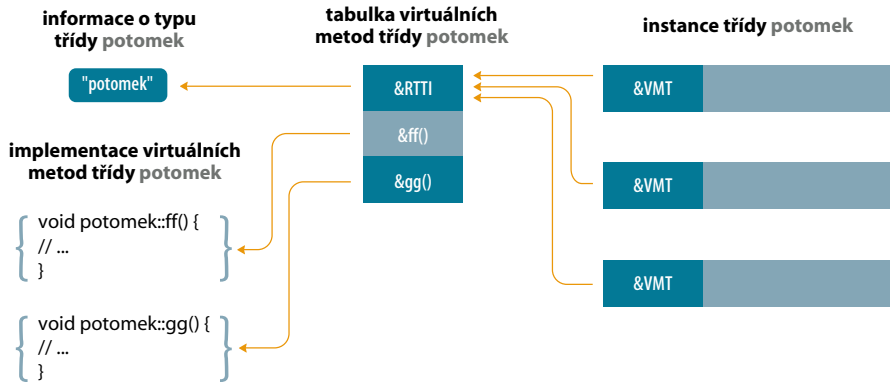 informace o typu
třídy potomek
"potomek"
implementace virtuálních
metod třídy potomek
void potomek::ff() {
// ...
}
void potomek::gg() {
// ...
}
tabulka virtuálních
metod třídy potomek
&RTTI
&ff()
&gg()
instance třídy potomek
&VMT
&VMT
&VMT